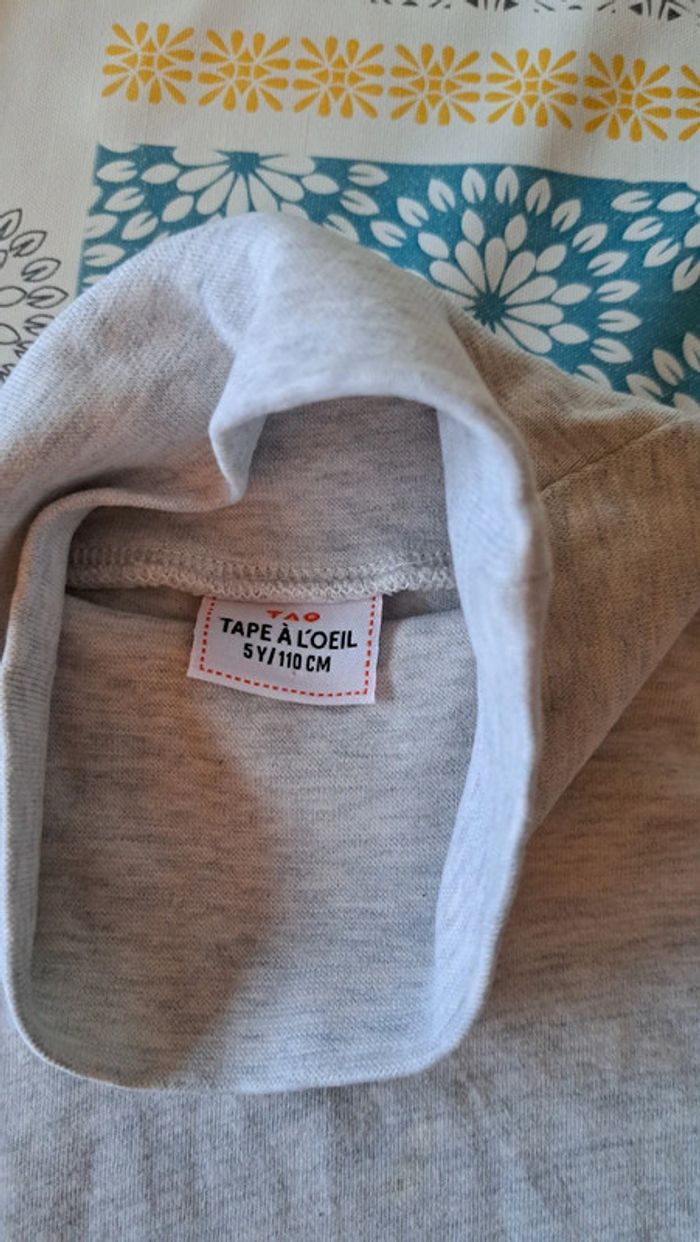 TAO
TAPE À L'OEIL
5Y/110 CM